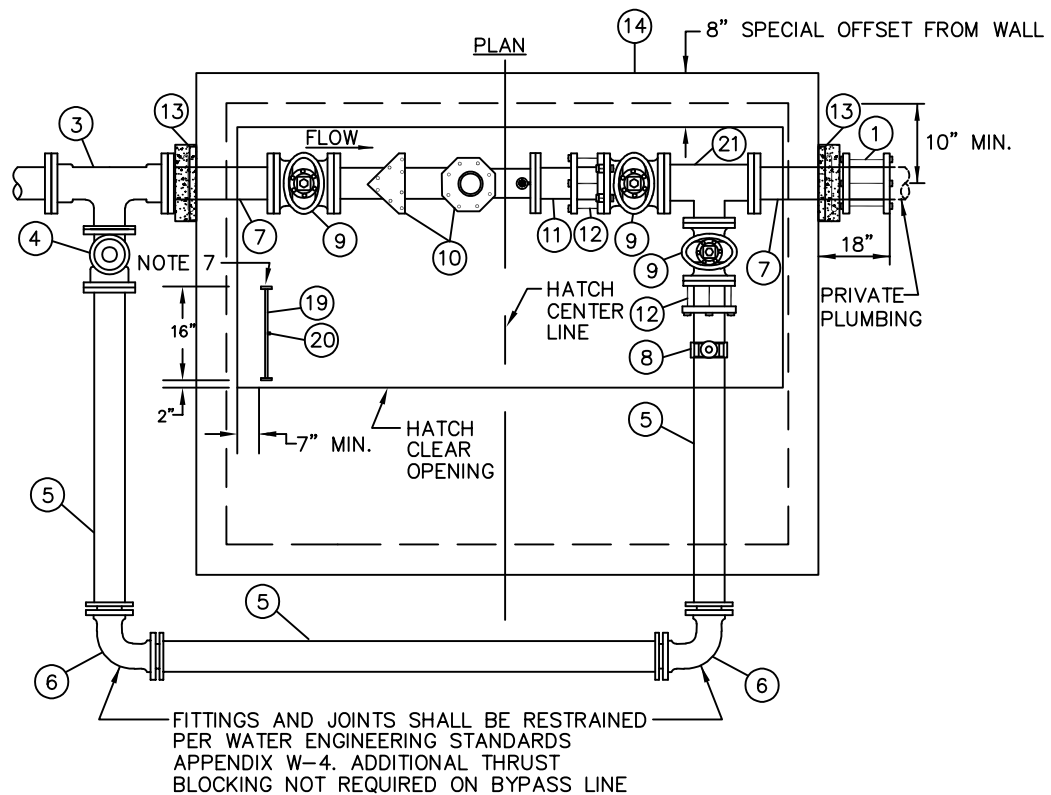 PLAN
14
8" SPECIAL OFFSET FROM WALL
3
13
FLOW
21
13
1
10" MIN.
4
7
9
10
11
12
9
9
7
18"
NOTE 7
19
20
16"
HATCH
CENTER
LINE
12
8
PRIVATE
PLUMBING
2"
7" MIN.
HATCH
CLEAR
OPENING
5
5
5
6
6
FITTINGS AND JOINTS SHALL BE RESTRAINED
PER WATER ENGINEERING STANDARDS
APPENDIX W-4. ADDITIONAL THRUST
BLOCKING NOT REQUIRED ON BYPASS LINE